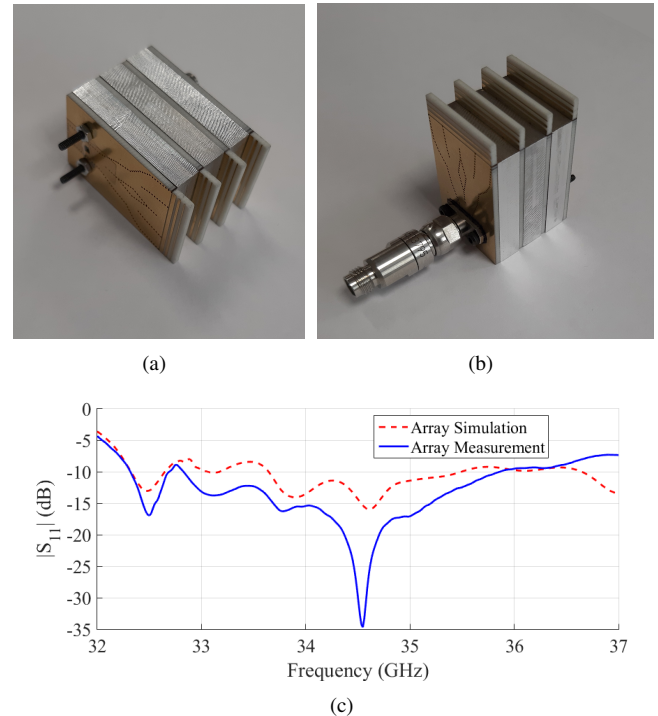 (a)
(b)
0
-5
-10
-15
-20
-25
-30
-35
|S11| (dB)
Array Simulation
Array Measurement
32
33
34
35
36
37
Frequency (GHz)
(c)